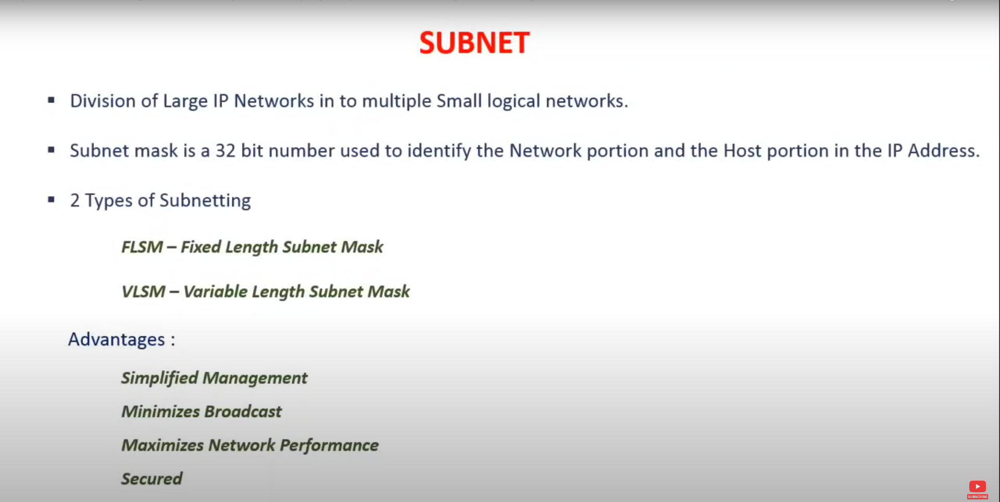 SUBNET
▪ Division of Large IP Networks in to multiple Small logical networks.
▪ Subnet mask is a 32 bit number used to identify the Network portion and the Host portion in the IP Address.
▪ 2 Types of Subnetting
FLSM – Fixed Length Subnet Mask
VLSM – Variable Length Subnet Mask
Advantages :
Simplified Management
Minimizes Broadcast
Maximizes Network Performance
Secured
SUBSCRIBE